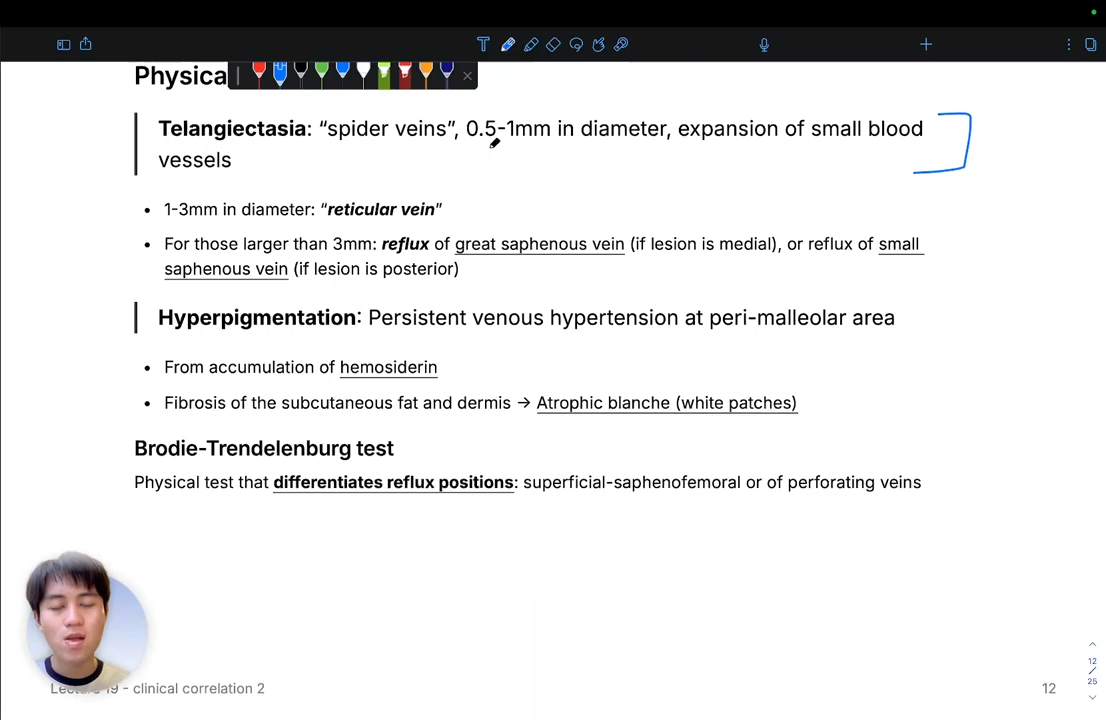 Physica
Telangiectasia: “spider veins”, 0.5-1mm in diameter, expansion of small blood
vessels
• 1-3mm in diameter: “reticular vein”
• For those larger than 3mm: reflux of great saphenous vein (if lesion is medial), or reflux of small
saphenous vein (if lesion is posterior)
Hyperpigmentation: Persistent venous hypertension at peri-malleolar area
• From accumulation of hemosiderin
• Fibrosis of the subcutaneous fat and dermis → Atrophic blanche (white patches)
Brodie-Trendelenburg test
Physical test that differentiates reflux positions: superficial-saphenofemoral or of perforating veins
19 - clinical correlation 2
12
12
/
25